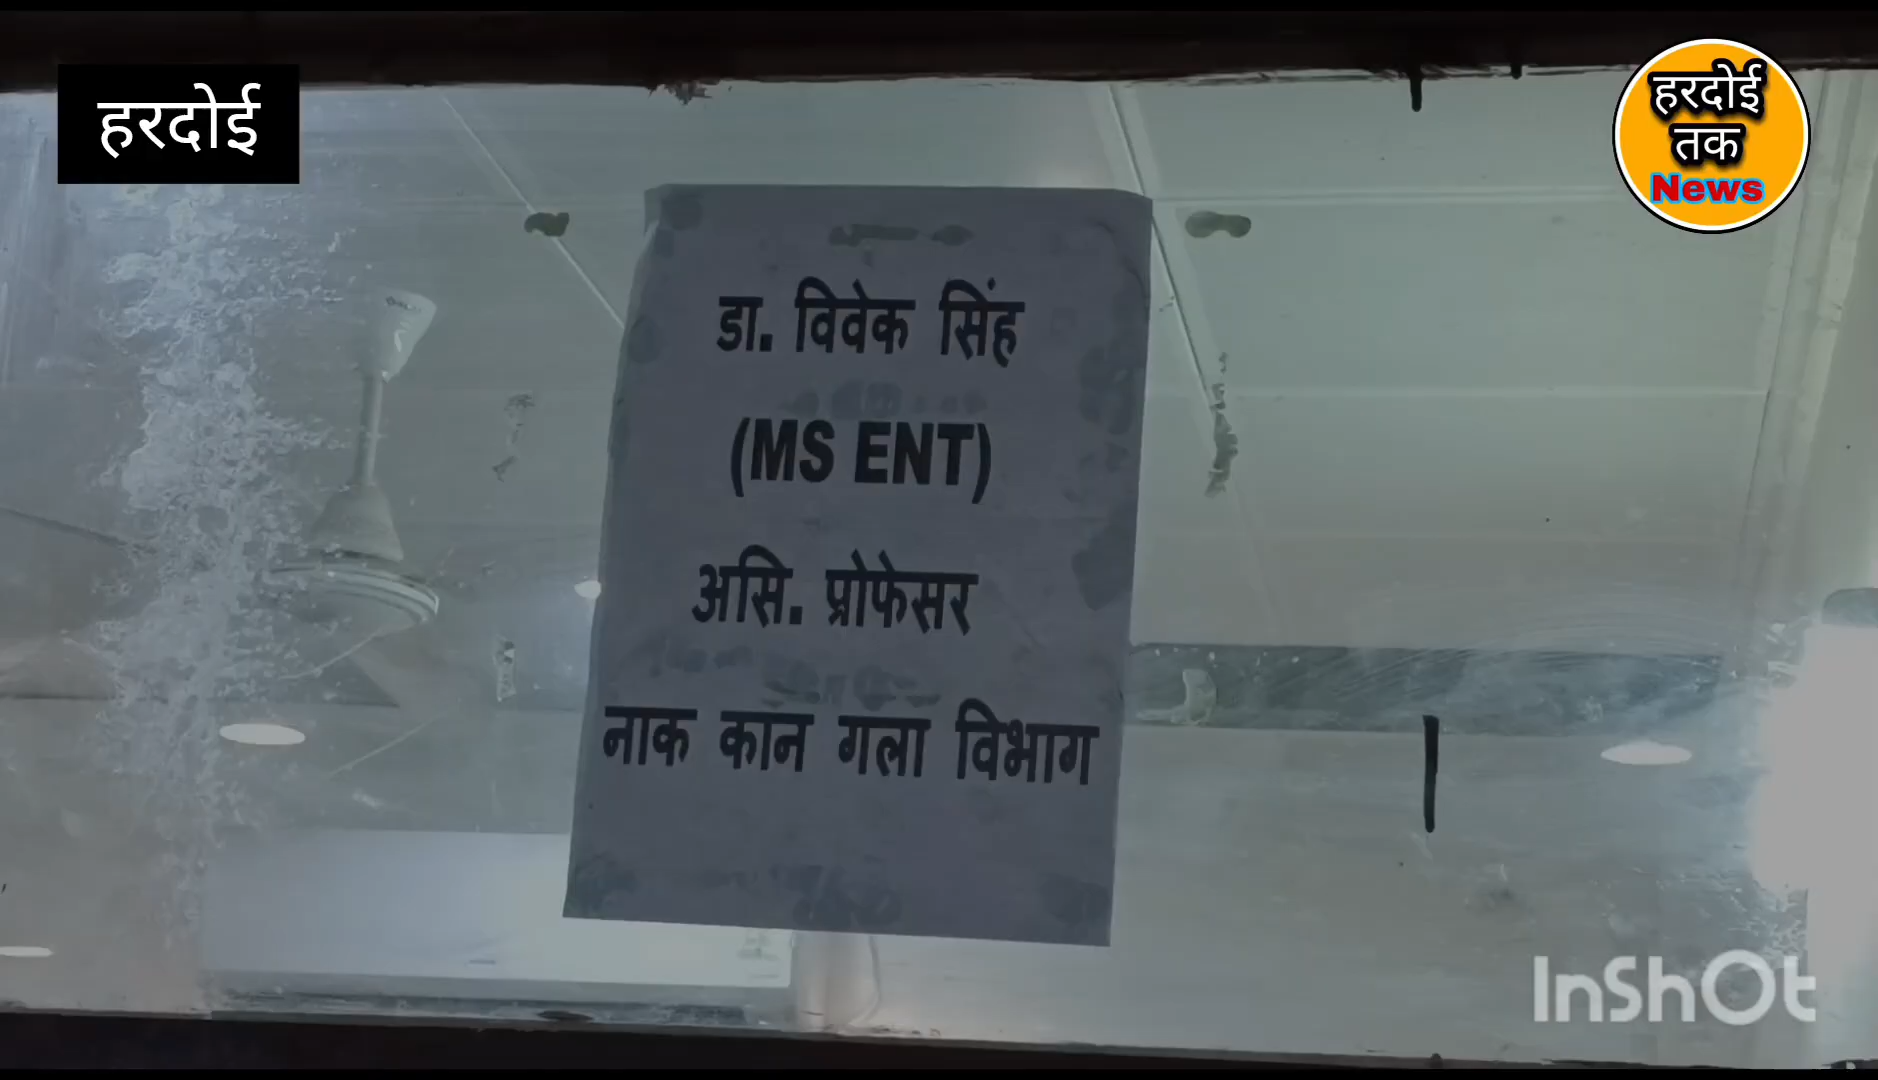 हरदोई
हरदोई
तक
News
डा. विवेक सिंह
(MS ENT)
असि. प्रोफेसर
नाक कान गला विभाग
InShOt